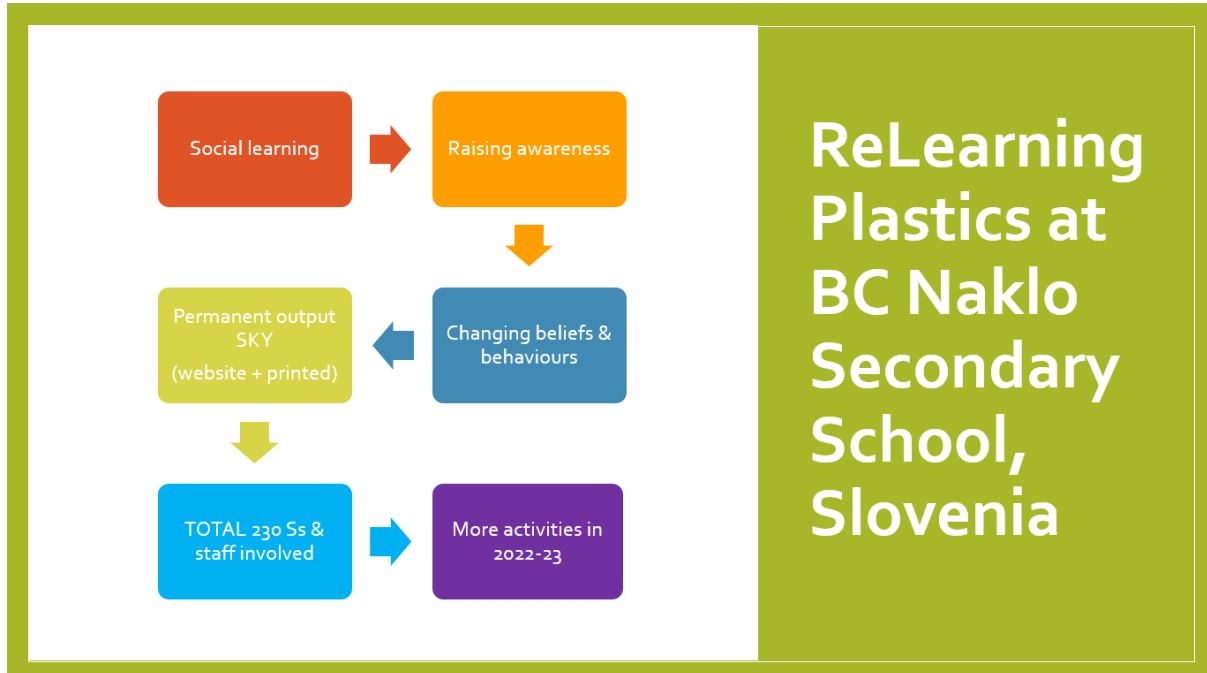 Social learning
Raising awareness
Changing beliefs &
behaviours
Permanent output
SKY
(website + printed)
TOTAL 230 Ss &
staff involved
More activities in
2022-23
ReLearning
Plastics at
BC Naklo
Secondary
School,
Slovenia